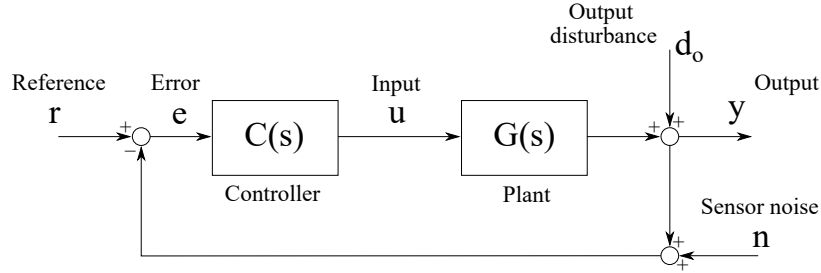 Output
disturbance
d_o
Reference
r
Error
e
Input
u
Output
y
+
−
C(s)
G(s)
+
+
Controller
Plant
Sensor noise
n
+
+